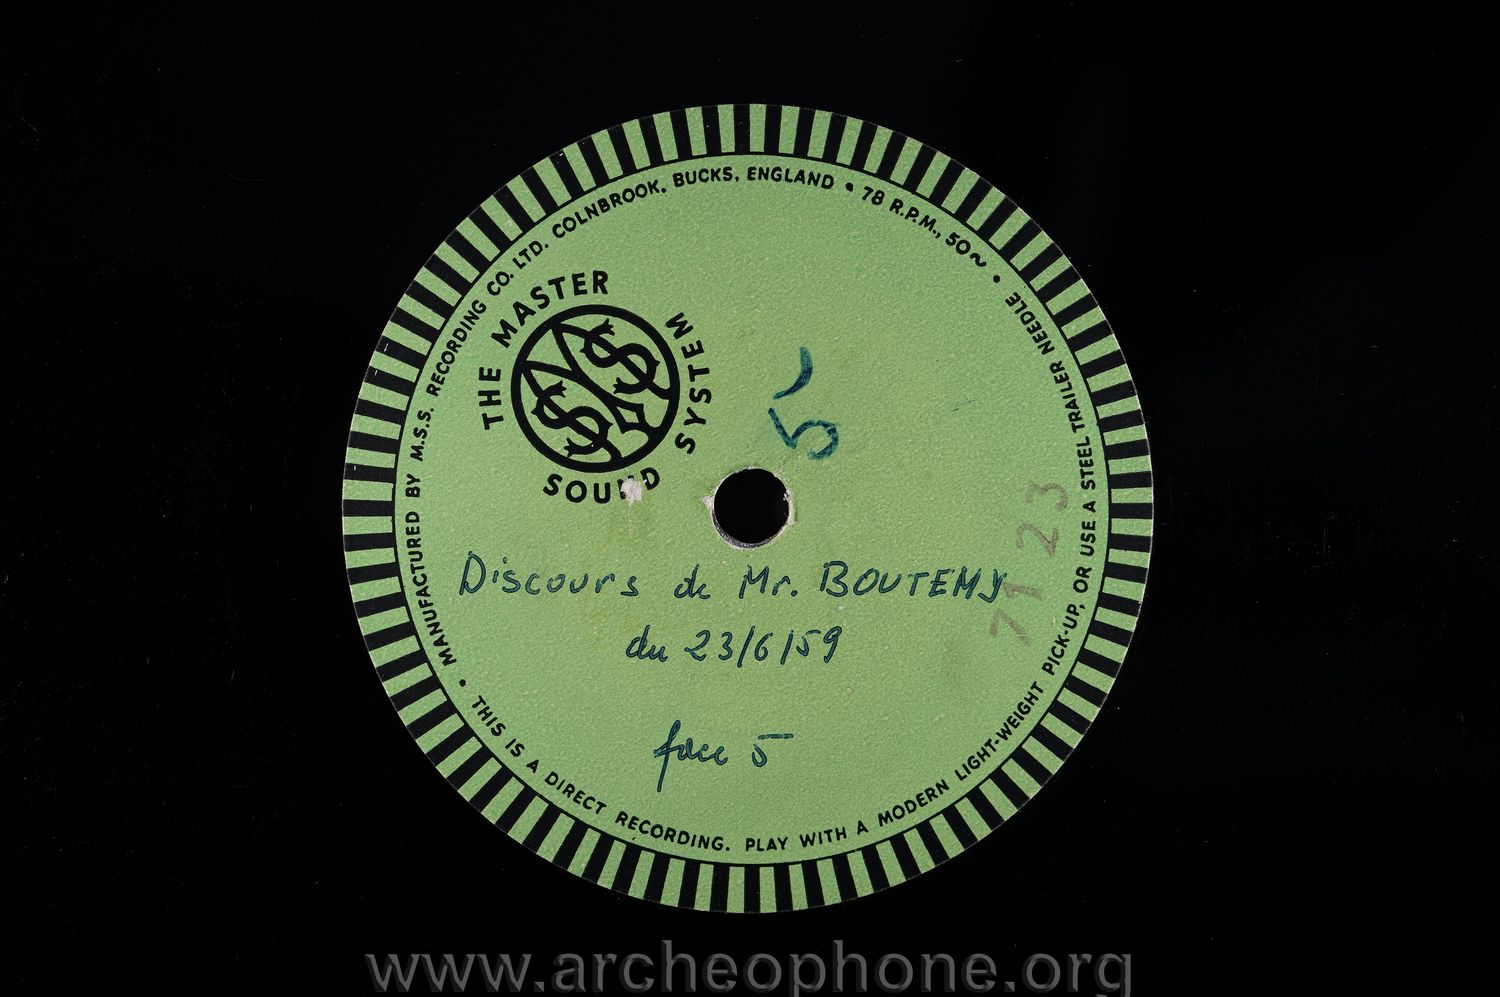 MANUFACTURED BY M.S.S. RECORDING CO. LTD. COLNBROOK, BUCKS, ENGLAND • 78 R.P.M., 50~ •
THE MASTER
SOUND SYSTEM
5
Discours de Mr. BOUTEMY
du 23/6/59
face 5
7123
• THIS IS A DIRECT RECORDING. PLAY WITH A MODERN LIGHT-WEIGHT PICK-UP, OR USE A STEEL TRAILER NEEDLE
www.archeophone.org